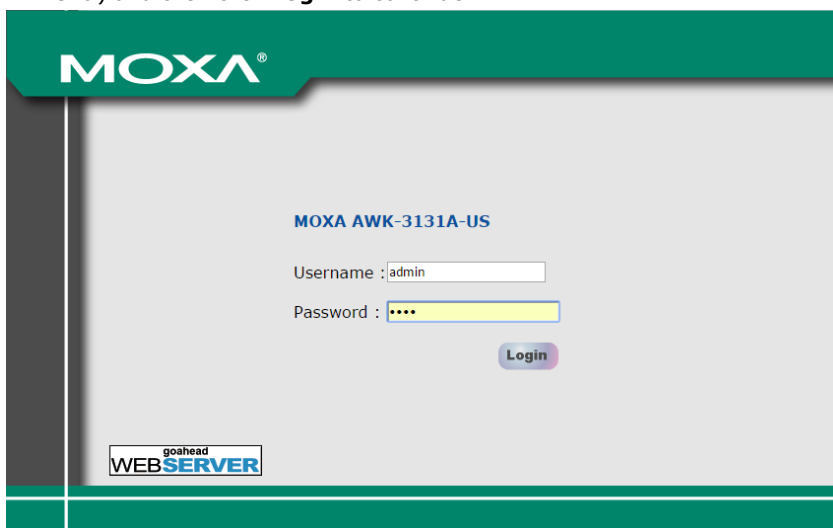 MOXA®
MOXA AWK-3131A-US
Username : admin
Password : ••••
Login
goahead
WEBSERVER